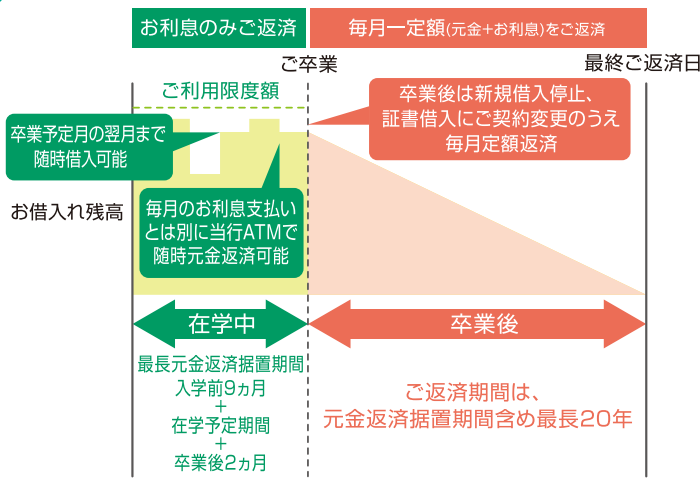 お利息のみご返済
毎月一定額(元金+お利息)をご返済
ご卒業
最終ご返済日
ご利用限度額
卒業後は新規借入停止、
証書借入にご契約変更のうえ
毎月定額返済
卒業予定月の翌月まで
随時借入可能
お借入れ残高
毎月のお利息支払い
とは別に当行ATMで
随時元金返済可能
在学中
卒業後
最長元金返済据置期間
入学前9ヵ月
+
在学予定期間
+
卒業後2ヵ月
ご返済期間は、
元金返済据置期間含め最長20年